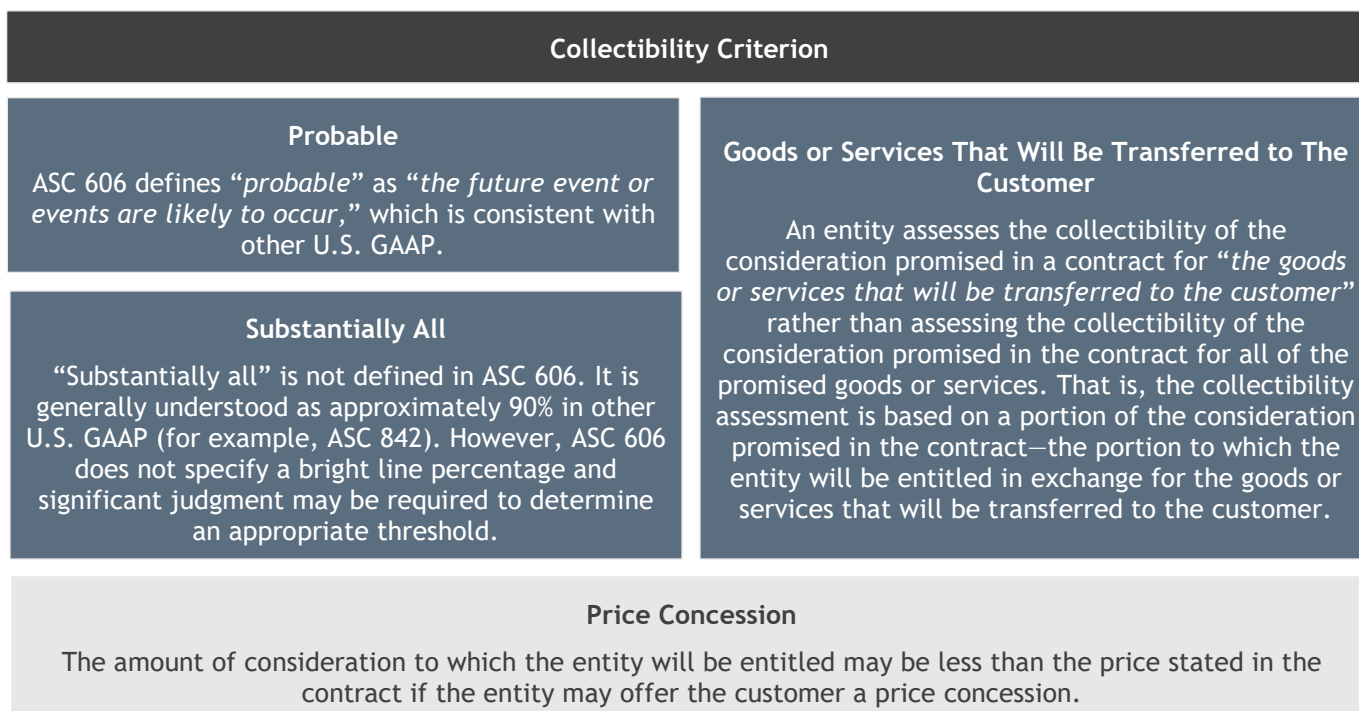 Collectibility Criterion
Probable
ASC 606 defines “probable” as “the future event or
events are likely to occur,” which is consistent with
other U.S. GAAP.
Substantially All
“Substantially all” is not defined in ASC 606. It is
generally understood as approximately 90% in other
U.S. GAAP (for example, ASC 842). However, ASC 606
does not specify a bright line percentage and
significant judgment may be required to determine
an appropriate threshold.
Goods or Services That Will Be Transferred to The
Customer
An entity assesses the collectibility of the
consideration promised in a contract for “the goods
or services that will be transferred to the customer”
rather than assessing the collectibility of the
consideration promised in the contract for all of the
promised goods or services. That is, the collectibility
assessment is based on a portion of the consideration
promised in the contract—the portion to which the
entity will be entitled in exchange for the goods or
services that will be transferred to the customer.
Price Concession
The amount of consideration to which the entity will be entitled may be less than the price stated in the
contract if the entity may offer the customer a price concession.